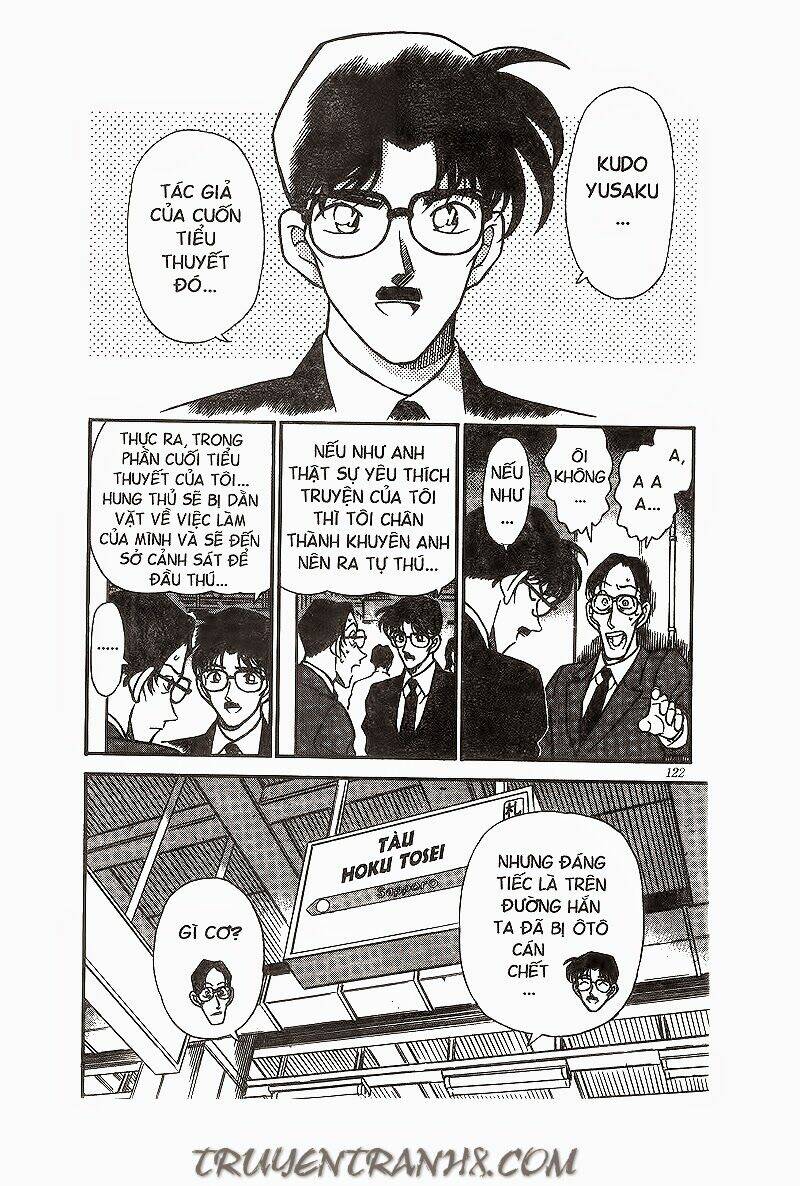 KUDO
YUSAKU
...
TÁC GIẢ
CỦA CUỐN
TIỂU
THUYẾT
ĐÓ...
A,
A A
A...
ÔI
KHÔNG
...
NẾU
NHƯ
...
NẾU NHƯ ANH
THẬT SỰ YÊU THÍCH
TRUYỆN CỦA TÔI
THÌ TÔI CHÂN
THÀNH KHUYÊN ANH
NÊN RA TỰ THÚ...
THỰC RA, TRONG
PHẦN CUỐI TIỂU
THUYẾT CỦA TÔI...
HUNG THỦ SẼ BỊ DẰN
VẶT VỀ VIỆC LÀM
CỦA MÌNH VÀ SẼ ĐẾN
SỞ CẢNH SÁT ĐỂ
ĐẦU THÚ...
......
122
札
TÀU
HOKU TOSEI
Sapporo
NHƯNG ĐÁNG
TIẾC LÀ TRÊN
ĐƯỜNG HẮN
TA ĐÃ BỊ ÔTÔ
CÁN
CHẾT
...
GÌ CƠ?
TRUYENTRANH8.COM